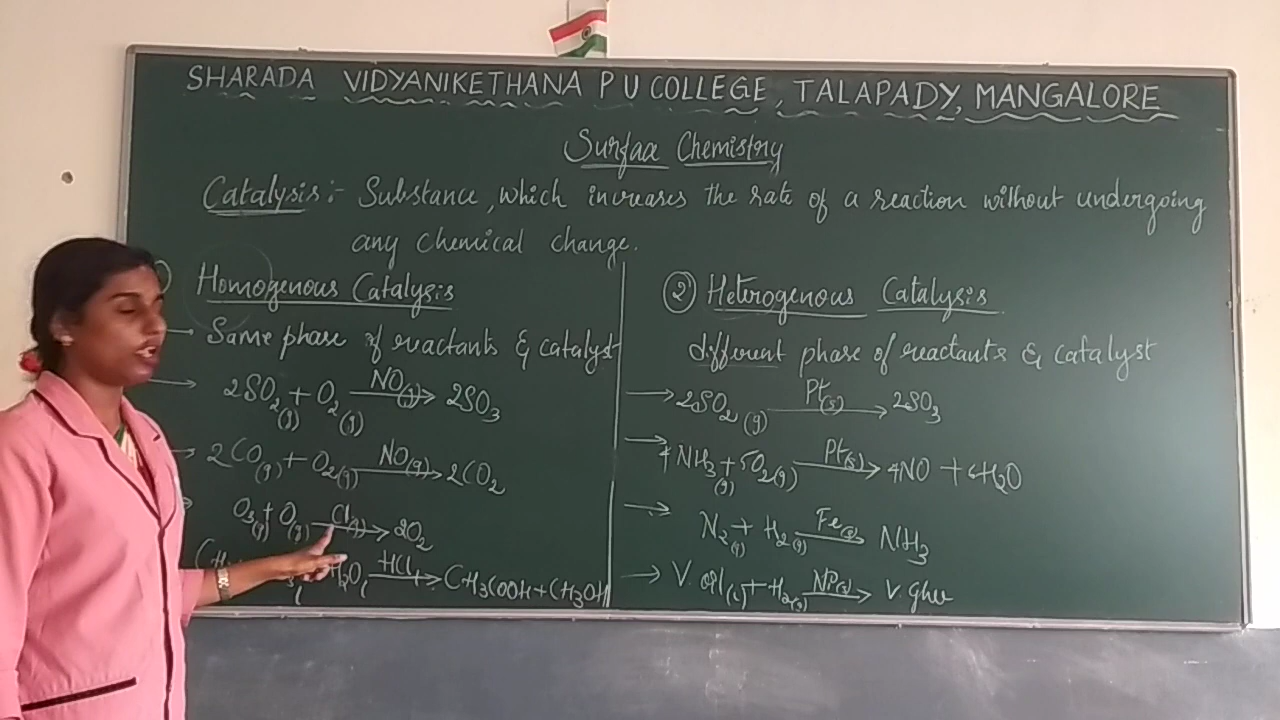 SHARADA VIDYANIKETHANA P U COLLEGE, TALAPADY, MANGALORE
Surface Chemistry
Catalysis:- Substance, which increases the rate of a reaction without undergoing
any chemical change.
) Homogenous Catalysis
→ Same phase of reactants & catalyst
→ 2SO₂(g) + O₂(g) NO(g)→ 2SO₃
→ 2CO(g) + O₂(g) NO(g)→ 2CO₂
→ O₃(g) + O(g) Cl(g)→ 2O₂
H₂O(l) HCl→ CH₃COOH + CH₃OH
② Heterogenous Catalysis
different phase of reactants & catalyst
→ 2SO₂(g) Pt(s)→ 2SO₃
→ 4NH₃(g) + 5O₂(g) Pt(s)→ 4NO + 6H₂O
→ N₂(g) + H₂(g) Fe(s)→ NH₃
→ V. oil(l) + H₂(g) → V. ghee